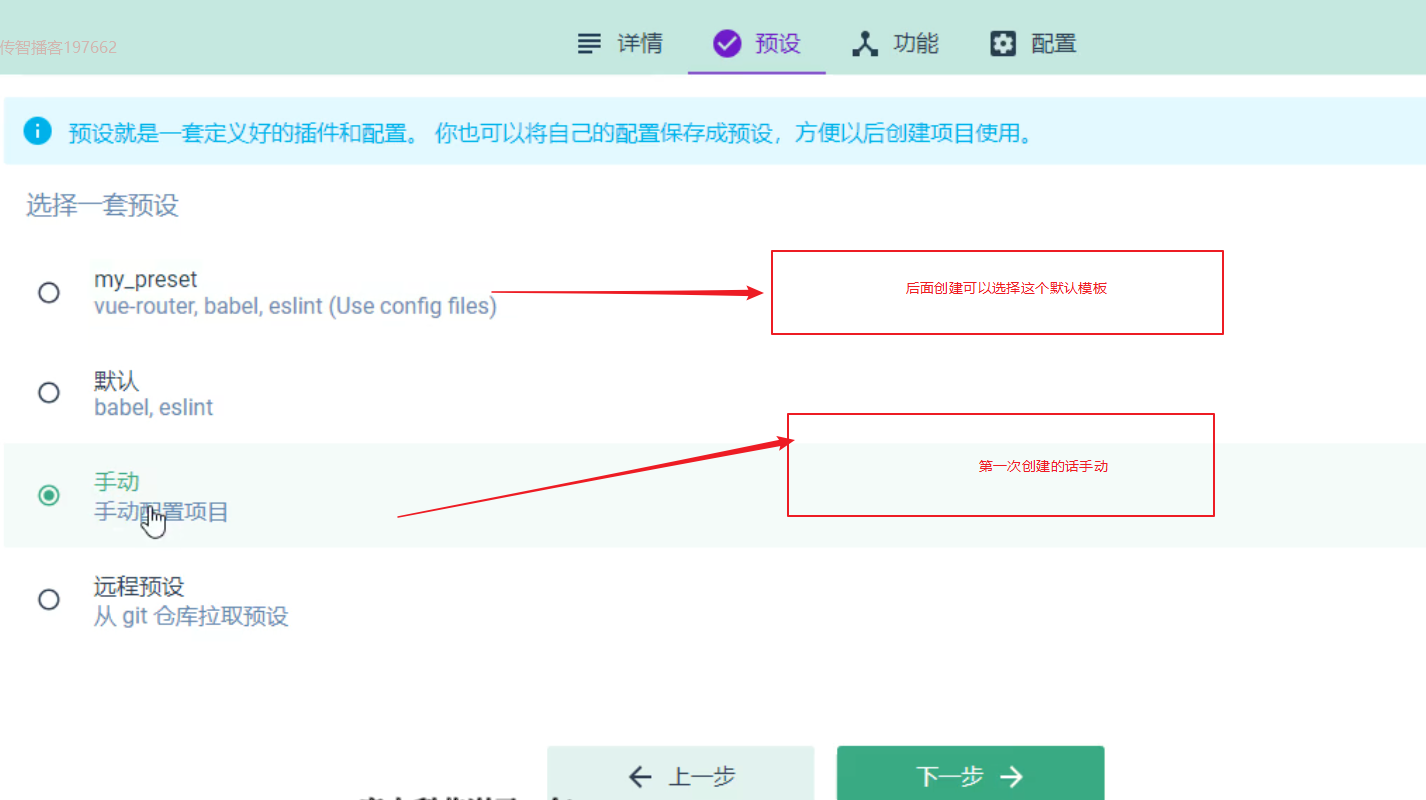 详情
预设
功能
配置
传智播客197662
预设就是一套定义好的插件和配置。 你也可以将自己的配置保存成预设，方便以后创建项目使用。
选择一套预设
my_preset
vue-router, babel, eslint (Use config files)
后面创建可以选择这个默认模板
默认
babel, eslint
手动
手动配置项目
第一次创建的话手动
远程预设
从 git 仓库拉取预设
上一步
下一步